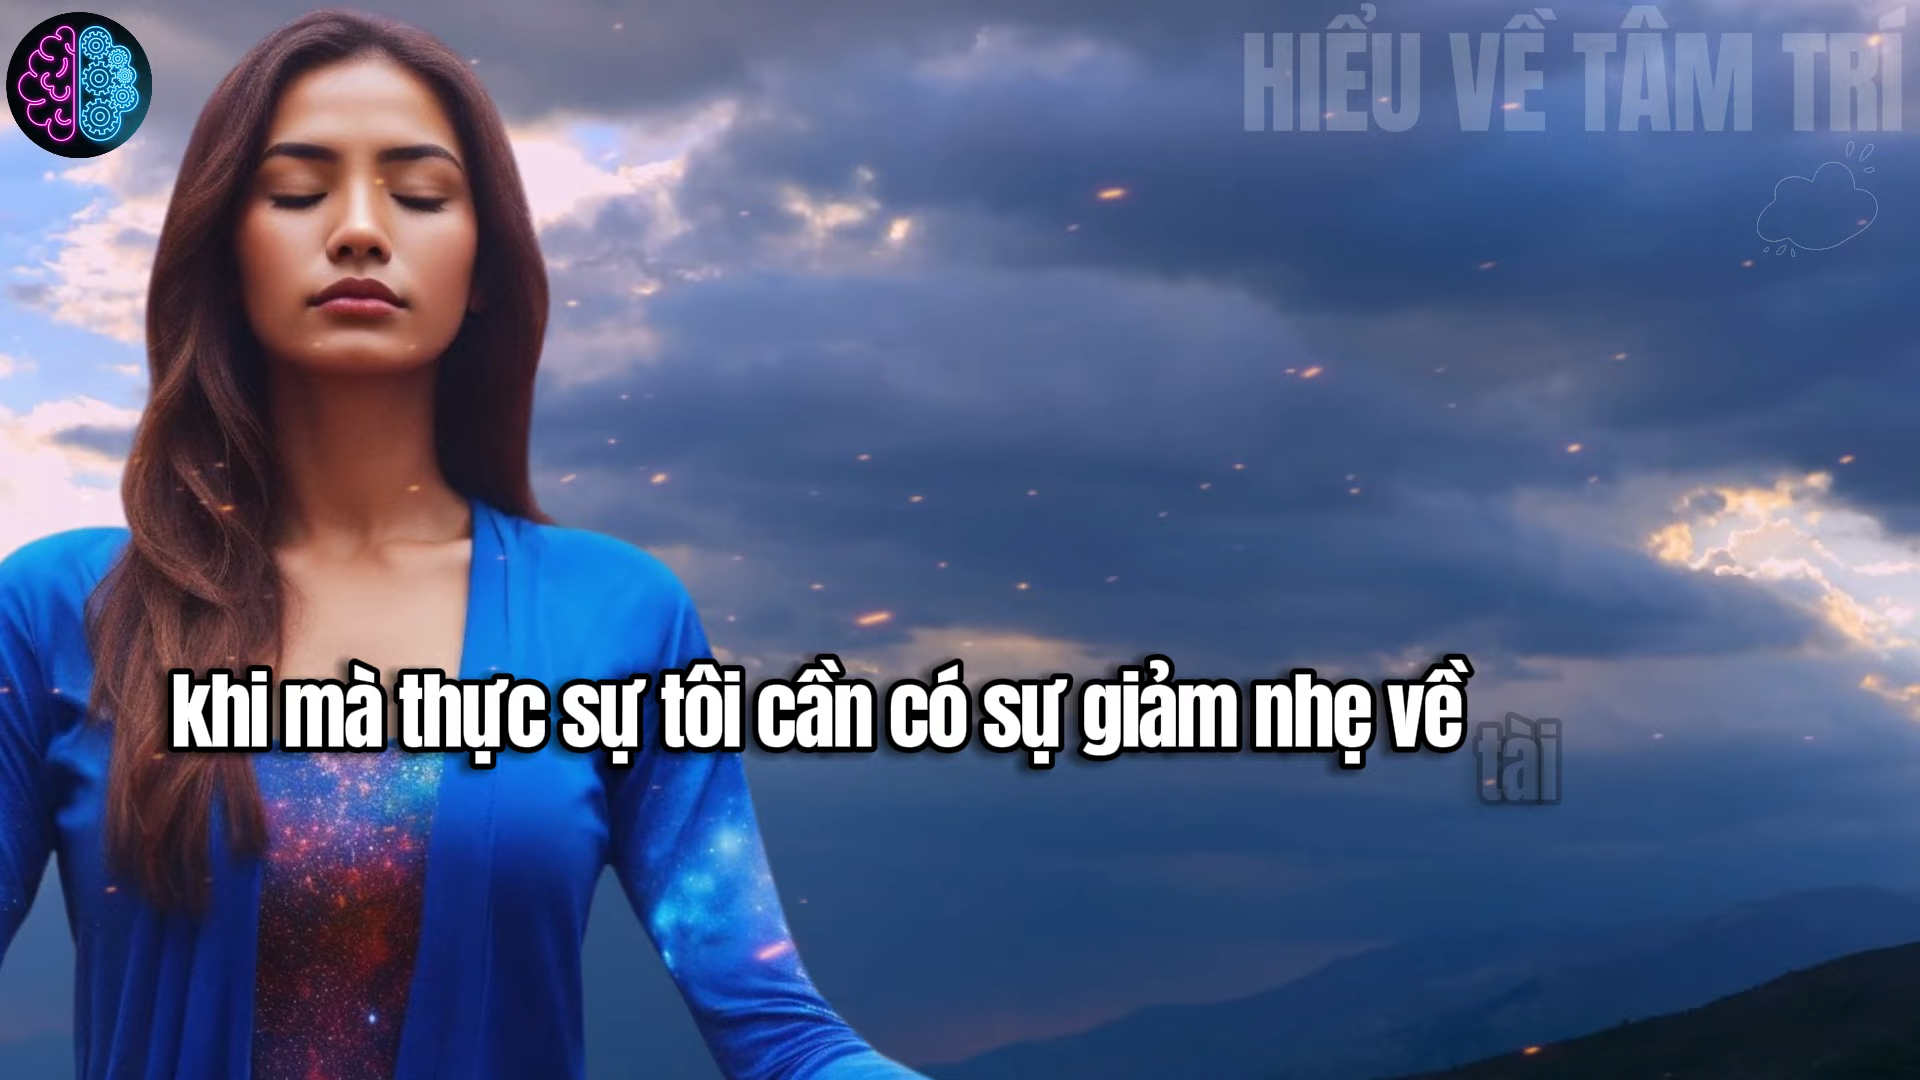 HIỂU VỀ TÂM TRÍ
khi mà thực sự tôi cần có sự giảm nhẹ về tài